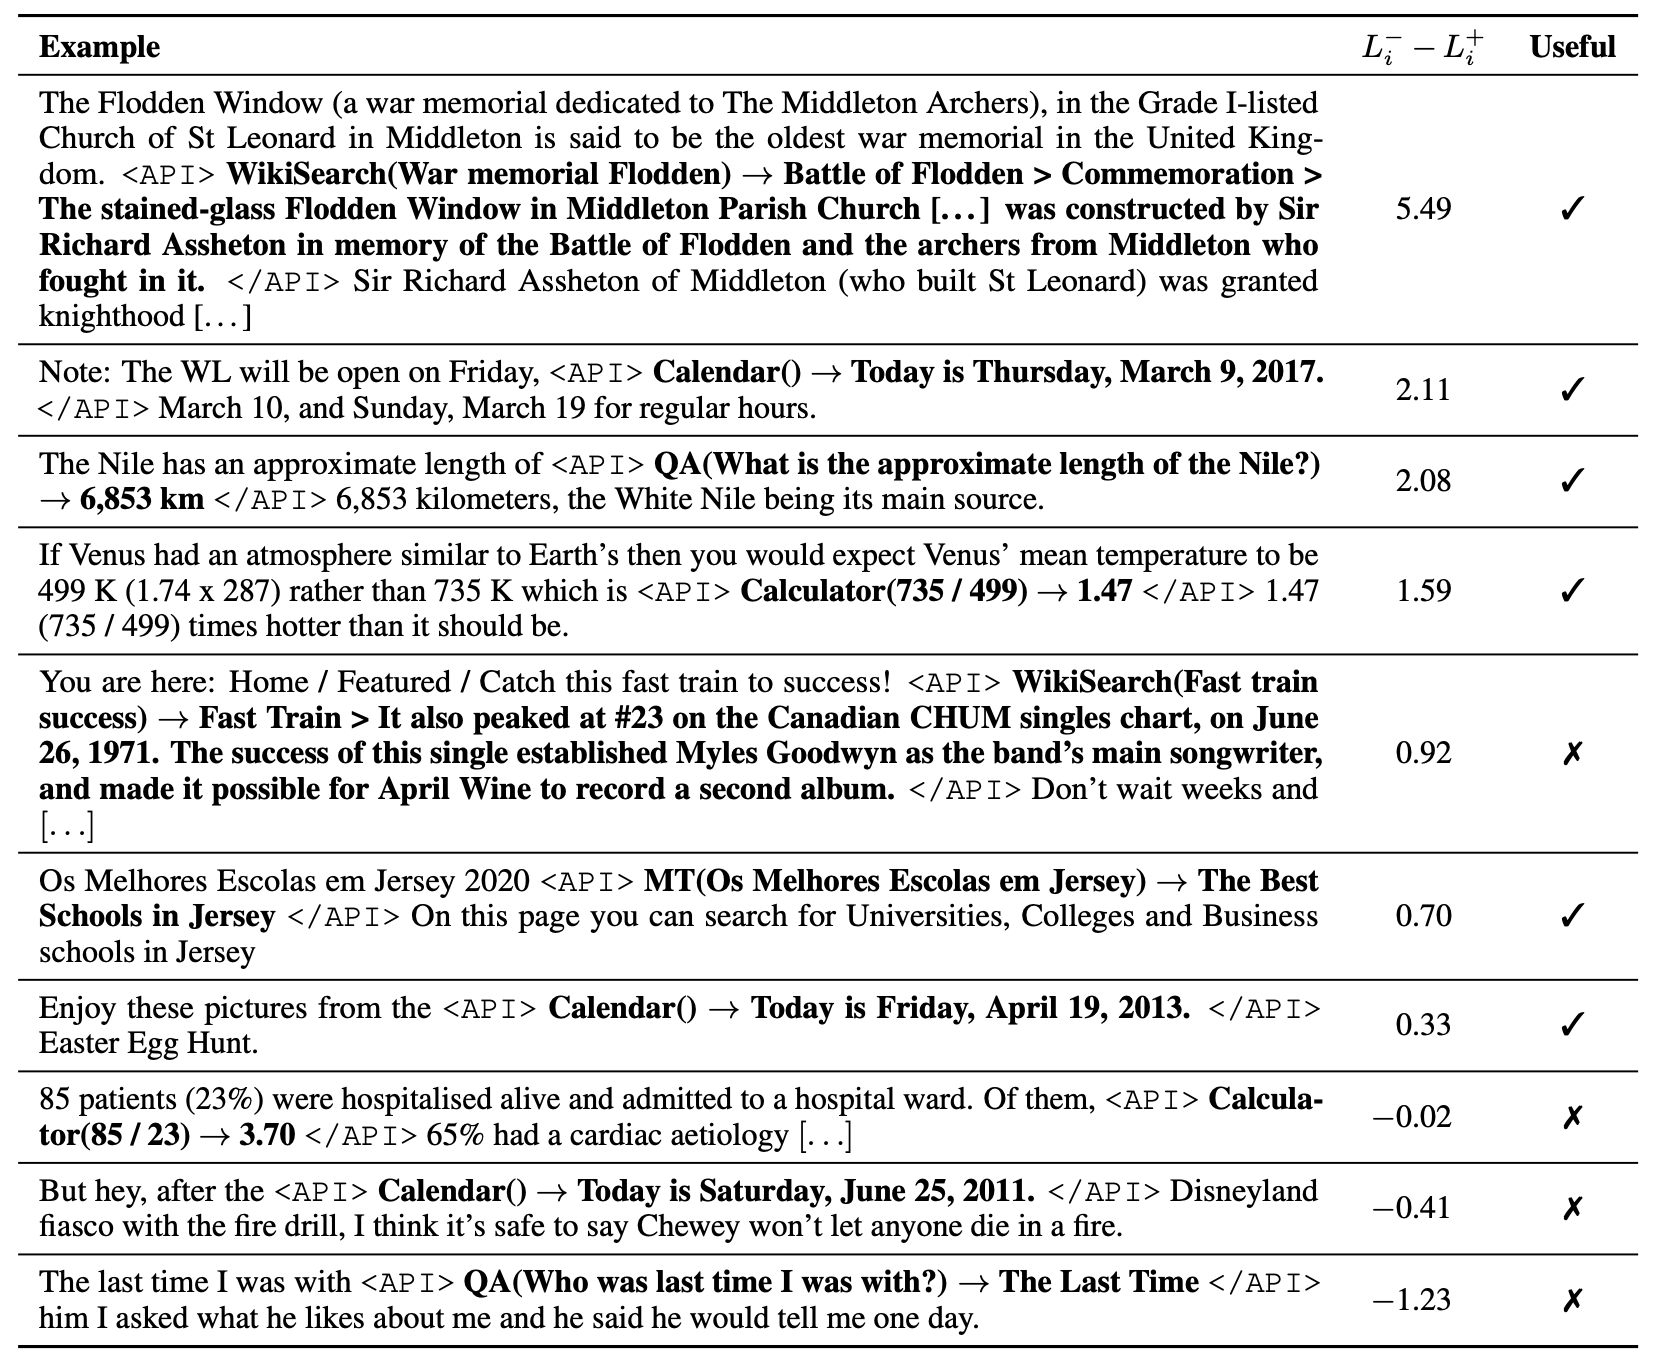 Example L_i^- − L_i^+ Useful
The Flodden Window (a war memorial dedicated to The Middleton Archers), in the Grade I-listed
Church of St Leonard in Middleton is said to be the oldest war memorial in the United King-
dom. <API> WikiSearch(War memorial Flodden) → Battle of Flodden > Commemoration >
The stained-glass Flodden Window in Middleton Parish Church [...] was constructed by Sir
Richard Assheton in memory of the Battle of Flodden and the archers from Middleton who
fought in it. </API> Sir Richard Assheton of Middleton (who built St Leonard) was granted
knighthood [...]
5.49 ✓
Note: The WL will be open on Friday, <API> Calendar() → Today is Thursday, March 9, 2017.
</API> March 10, and Sunday, March 19 for regular hours.
2.11 ✓
The Nile has an approximate length of <API> QA(What is the approximate length of the Nile?)
→ 6,853 km </API> 6,853 kilometers, the White Nile being its main source.
2.08 ✓
If Venus had an atmosphere similar to Earth's then you would expect Venus' mean temperature to be
499 K (1.74 x 287) rather than 735 K which is <API> Calculator(735 / 499) → 1.47 </API> 1.47
(735 / 499) times hotter than it should be.
1.59 ✓
You are here: Home / Featured / Catch this fast train to success! <API> WikiSearch(Fast train
success) → Fast Train > It also peaked at #23 on the Canadian CHUM singles chart, on June
26, 1971. The success of this single established Myles Goodwyn as the band's main songwriter,
and made it possible for April Wine to record a second album. </API> Don't wait weeks and
[...]
0.92 ✗
Os Melhores Escolas em Jersey 2020 <API> MT(Os Melhores Escolas em Jersey) → The Best
Schools in Jersey </API> On this page you can search for Universities, Colleges and Business
schools in Jersey
0.70 ✓
Enjoy these pictures from the <API> Calendar() → Today is Friday, April 19, 2013. </API>
Easter Egg Hunt.
0.33 ✓
85 patients (23%) were hospitalised alive and admitted to a hospital ward. Of them, <API> Calcula-
tor(85 / 23) → 3.70 </API> 65% had a cardiac aetiology [...]
−0.02 ✗
But hey, after the <API> Calendar() → Today is Saturday, June 25, 2011. </API> Disneyland
fiasco with the fire drill, I think it's safe to say Chewey won't let anyone die in a fire.
−0.41 ✗
The last time I was with <API> QA(Who was last time I was with?) → The Last Time </API>
him I asked what he likes about me and he said he would tell me one day.
−1.23 ✗